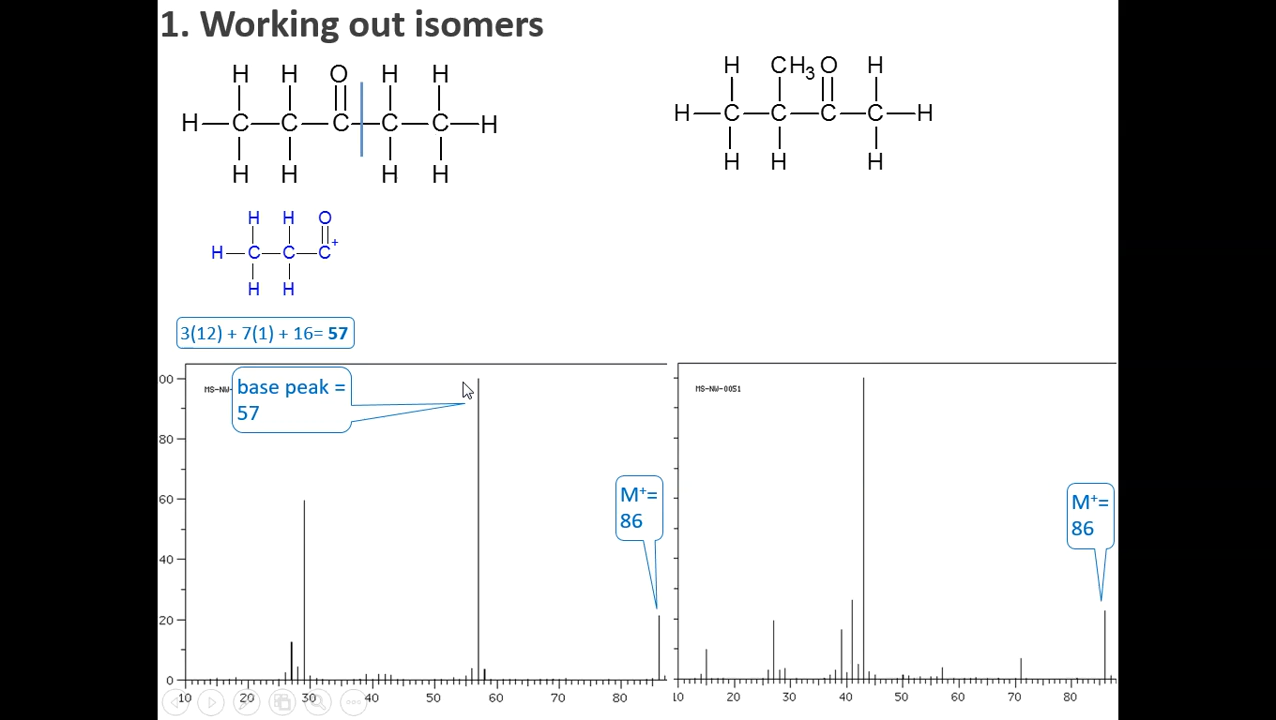 1. Working out isomers
H H O H H
H C C C C C H
H H H H
H CH3 O H
H C C C C H
H H H
H H O
H C C C+
H H
3(12) + 7(1) + 16= 57
MS-NW-
base peak =
57
M+=
86
00
80
60
40
20
0
10 20 30 40 50 60 70 80
MS-NW-0051
M+=
86
10 20 30 40 50 60 70 80